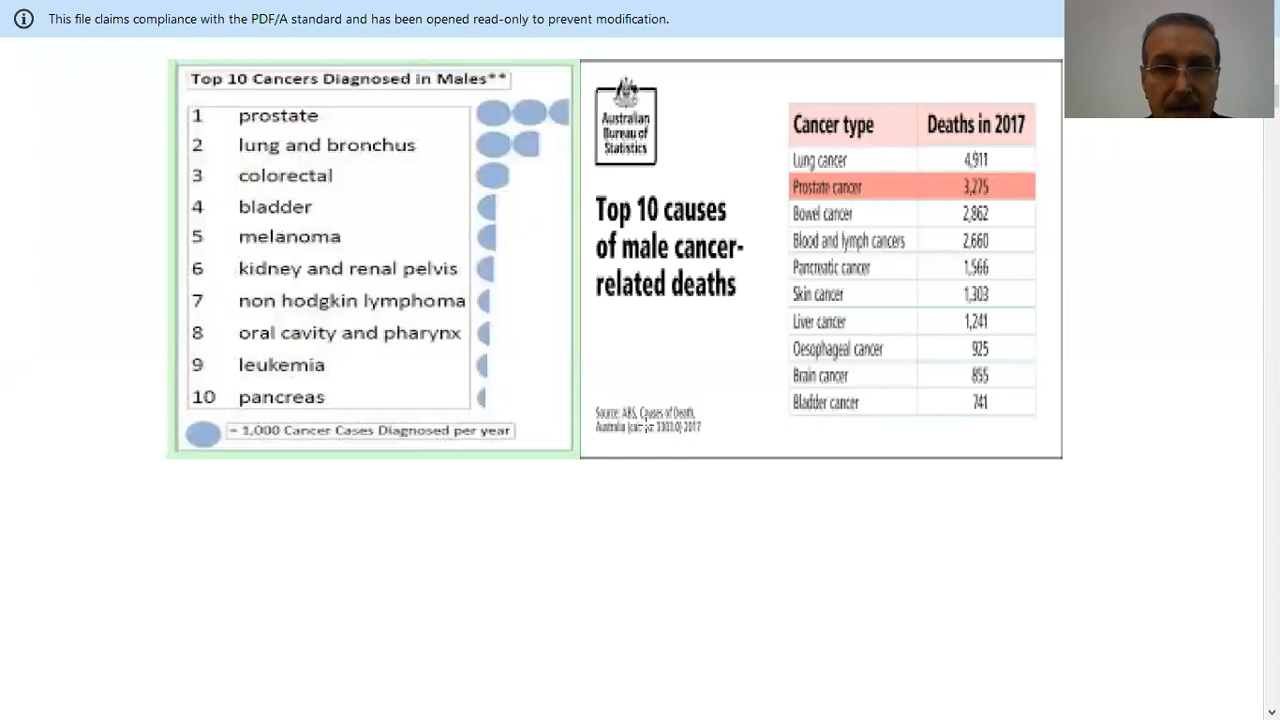 This file claims compliance with the PDF/A standard and has been opened read-only to prevent modification.
Top 10 Cancers Diagnosed in Males**
1 prostate
2 lung and bronchus
3 colorectal
4 bladder
5 melanoma
6 kidney and renal pelvis
7 non hodgkin lymphoma
8 oral cavity and pharynx
9 leukemia
10 pancreas
= 1,000 Cancer Cases Diagnosed per year
Australian
Bureau of
Statistics
Top 10 causes
of male cancer-
related deaths
Source: ABS, Causes of Death,
Australia 3303.0) 2017
Cancer type Deaths in 2017
Lung cancer 4,911
Prostate cancer 3,275
Bowel cancer 2,862
Blood and lymph cancers 2,660
Pancreatic cancer 1,566
Skin cancer 1,303
Liver cancer 1,241
Oesophageal cancer 925
Brain cancer 855
Bladder cancer 741